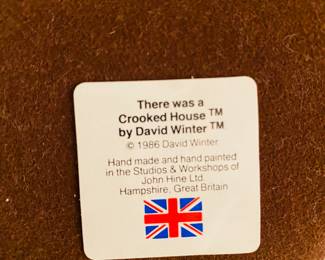 There was a
Crooked House ™
by David Winter ™
© 1986 David Winter
Hand made and hand painted
in the Studios & Workshops of
John Hine Ltd.
Hampshire, Great Britain